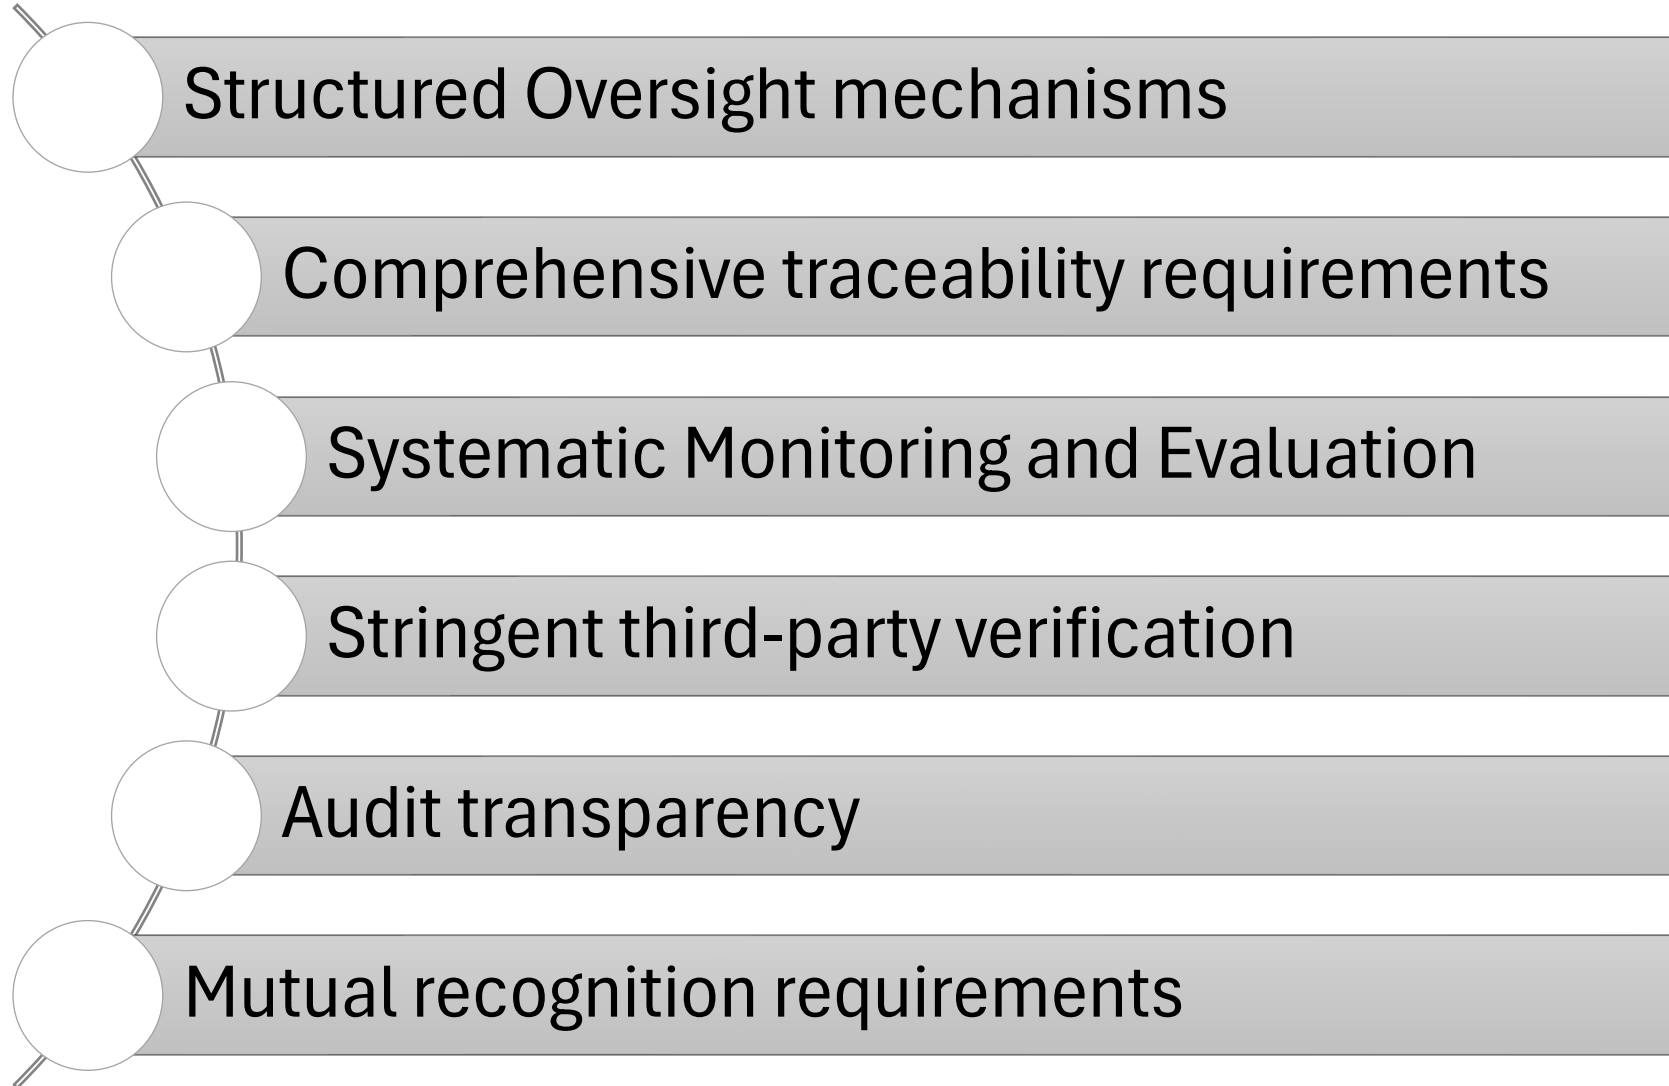 Structured Oversight mechanisms
Comprehensive traceability requirements
Systematic Monitoring and Evaluation
Stringent third-party verification
Audit transparency
Mutual recognition requirements